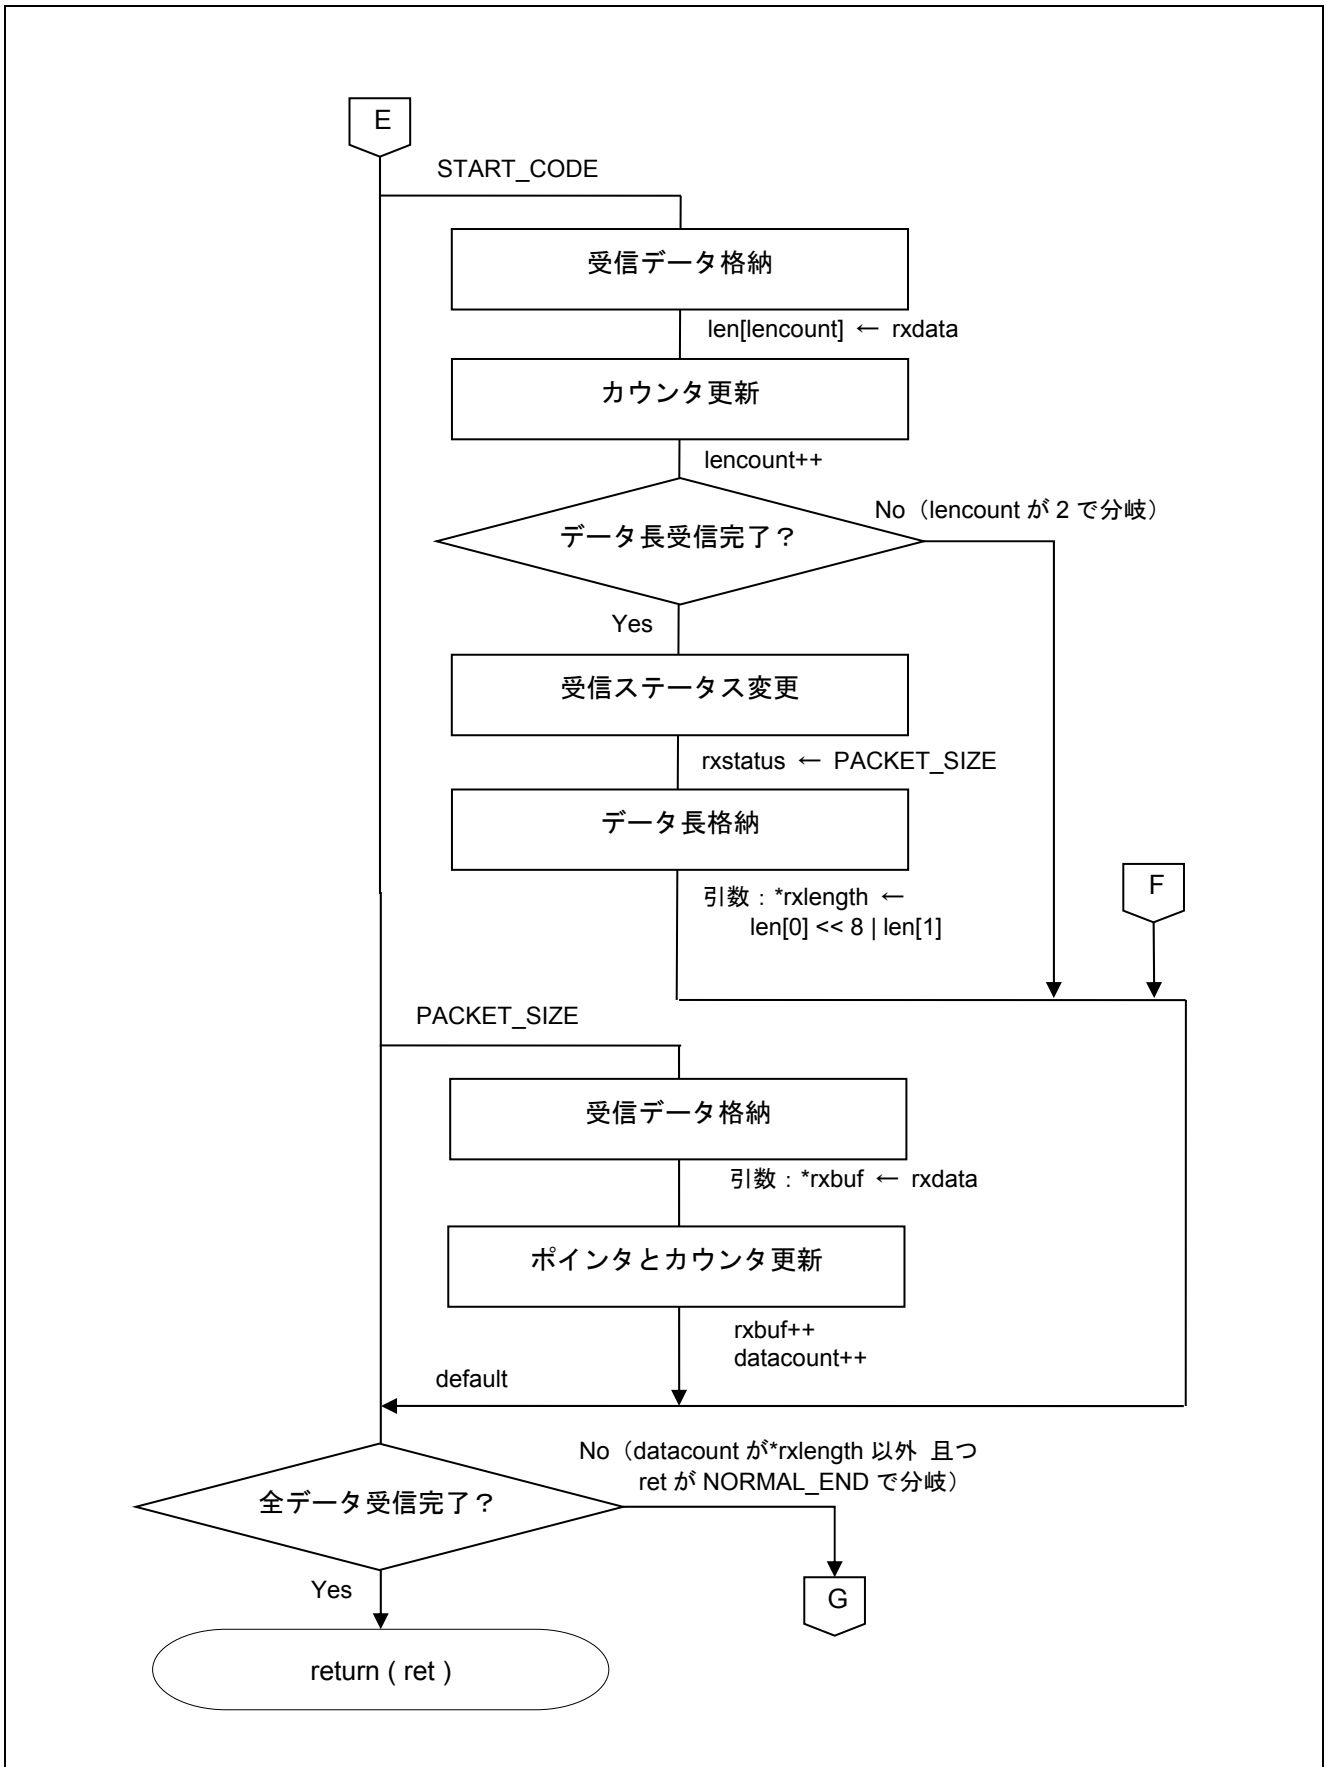 E
START_CODE
受信データ格納
len[lencount] ← rxdata
カウンタ更新
lencount++
No（lencount が 2 で分岐）
データ長受信完了？
Yes
受信ステータス変更
rxstatus ← PACKET_SIZE
データ長格納
引数：*rxlength ←
len[0] << 8 | len[1]
F
PACKET_SIZE
受信データ格納
引数：*rxbuf ← rxdata
ポインタとカウンタ更新
rxbuf++
datacount++
default
No（datacount が*rxlength 以外 且つ
ret が NORMAL_END で分岐）
全データ受信完了？
Yes
G
return ( ret )